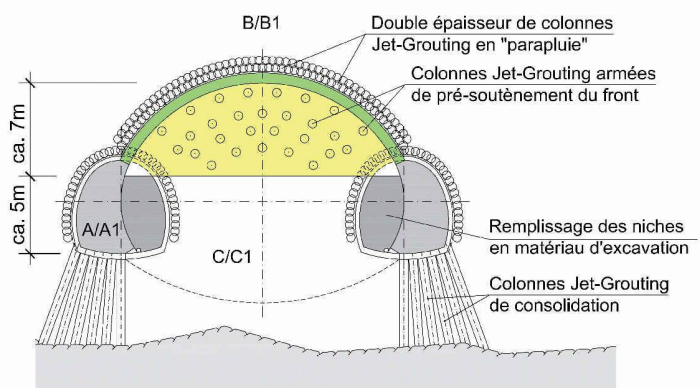 B/B1
Double épaisseur de colonnes
Jet-Grouting en "parapluie"
Colonnes Jet-Grouting armées
de pré-soutènement du front
ca. 7m
ca. 5m
A/A1
C/C1
Remplissage des niches
en matériau d'excavation
Colonnes Jet-Grouting
de consolidation